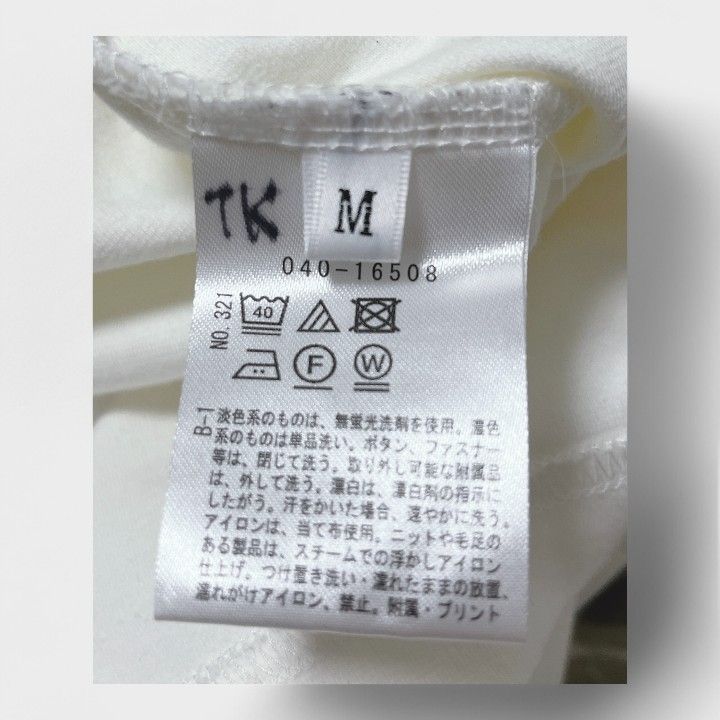 TK M
040-16508
NO.321
40
F W
B-1
淡色系のものは、無蛍光洗剤を使用。濃色
系のものは単品洗い。ボタン、ファスナー
等は、閉じて洗う。取り外し可能な附属品
は、外して洗う。漂白は、漂白剤の指示に
したがう。汗をかいた場合、速やかに洗う。
アイロンは、当て布使用。ニットや毛足の
ある製品は、スチームでの浮かしアイロン
仕上げ。つけ置き洗い・濡れたままの放置、
濡れがけアイロン、禁止。附属・プリント